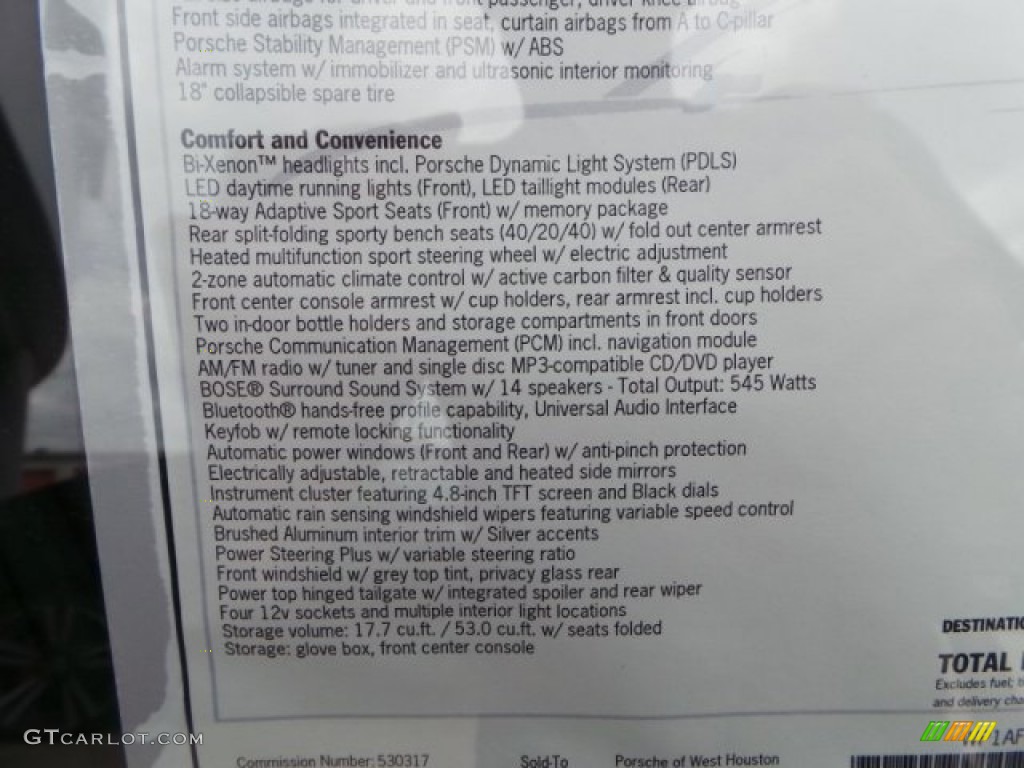 passenger, driver knee airbag
Front side airbags integrated in seat, curtain airbags from A to C-pillar
Porsche Stability Management (PSM) w/ ABS
Alarm system w/ immobilizer and ultrasonic interior monitoring
18" collapsible spare tire
Comfort and Convenience
Bi-Xenon™ headlights incl. Porsche Dynamic Light System (PDLS)
LED daytime running lights (Front), LED taillight modules (Rear)
18-way Adaptive Sport Seats (Front) w/ memory package
Rear split-folding sporty bench seats (40/20/40) w/ fold out center armrest
Heated multifunction sport steering wheel w/ electric adjustment
2-zone automatic climate control w/ active carbon filter & quality sensor
Front center console armrest w/ cup holders, rear armrest incl. cup holders
Two in-door bottle holders and storage compartments in front doors
Porsche Communication Management (PCM) incl. navigation module
AM/FM radio w/ tuner and single disc MP3-compatible CD/DVD player
BOSE® Surround Sound System w/ 14 speakers - Total Output: 545 Watts
Bluetooth® hands-free profile capability, Universal Audio Interface
Keyfob w/ remote locking functionality
Automatic power windows (Front and Rear) w/ anti-pinch protection
Electrically adjustable, retractable and heated side mirrors
Instrument cluster featuring 4.8-inch TFT screen and Black dials
Automatic rain sensing windshield wipers featuring variable speed control
Brushed Aluminum interior trim w/ Silver accents
Power Steering Plus w/ variable steering ratio
Front windshield w/ grey top tint, privacy glass rear
Power top hinged tailgate w/ integrated spoiler and rear wiper
Four 12v sockets and multiple interior light locations
Storage volume: 17.7 cu.ft. / 53.0 cu.ft. w/ seats folded
Storage: glove box, front center console
DESTINATIO
TOTAL
Excludes fuel;
and delivery cha
1AF
Commission Number: 530317 Sold-To Porsche of West Houston
GTCARLOT.COM